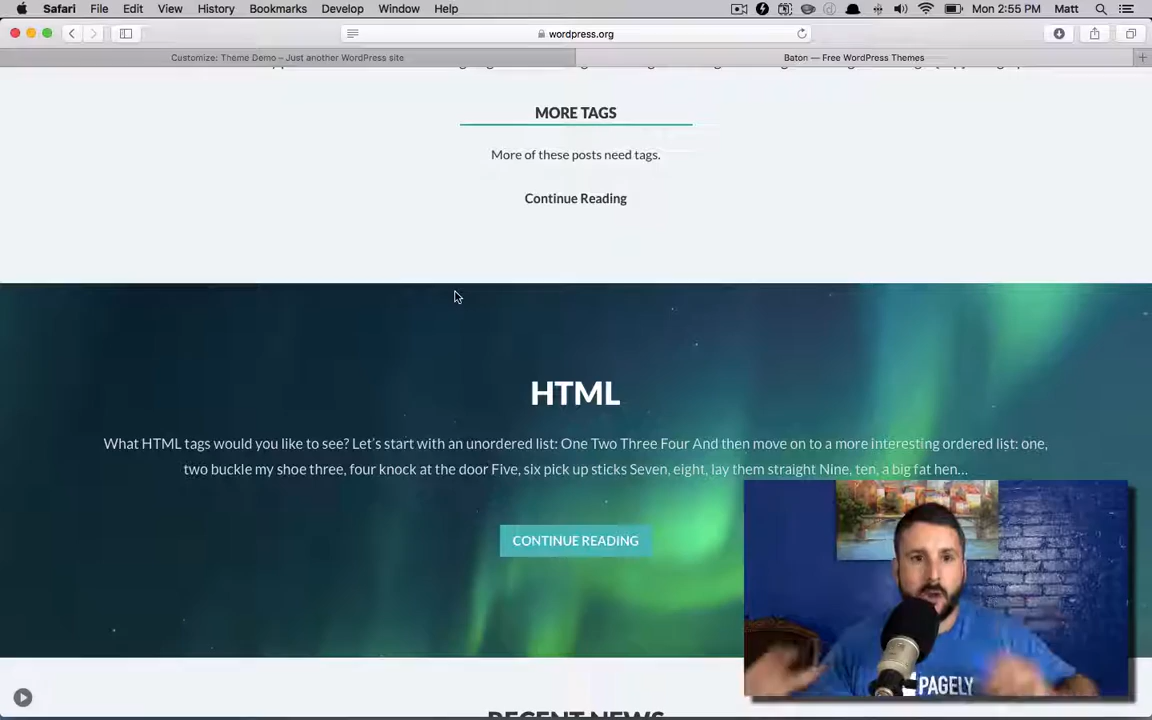 Safari File Edit View History Bookmarks Develop Window Help Mon 2:55 PM Matt
wordpress.org
Customize: Theme Demo – Just another WordPress site Baton — Free WordPress Themes
MORE TAGS
More of these posts need tags.
Continue Reading
HTML
What HTML tags would you like to see? Let's start with an unordered list: One Two Three Four And then move on to a more interesting ordered list: one,
two buckle my shoe three, four knock at the door Five, six pick up sticks Seven, eight, lay them straight Nine, ten, a big fat hen…
CONTINUE READING
PAGELY
RECENT NEWS